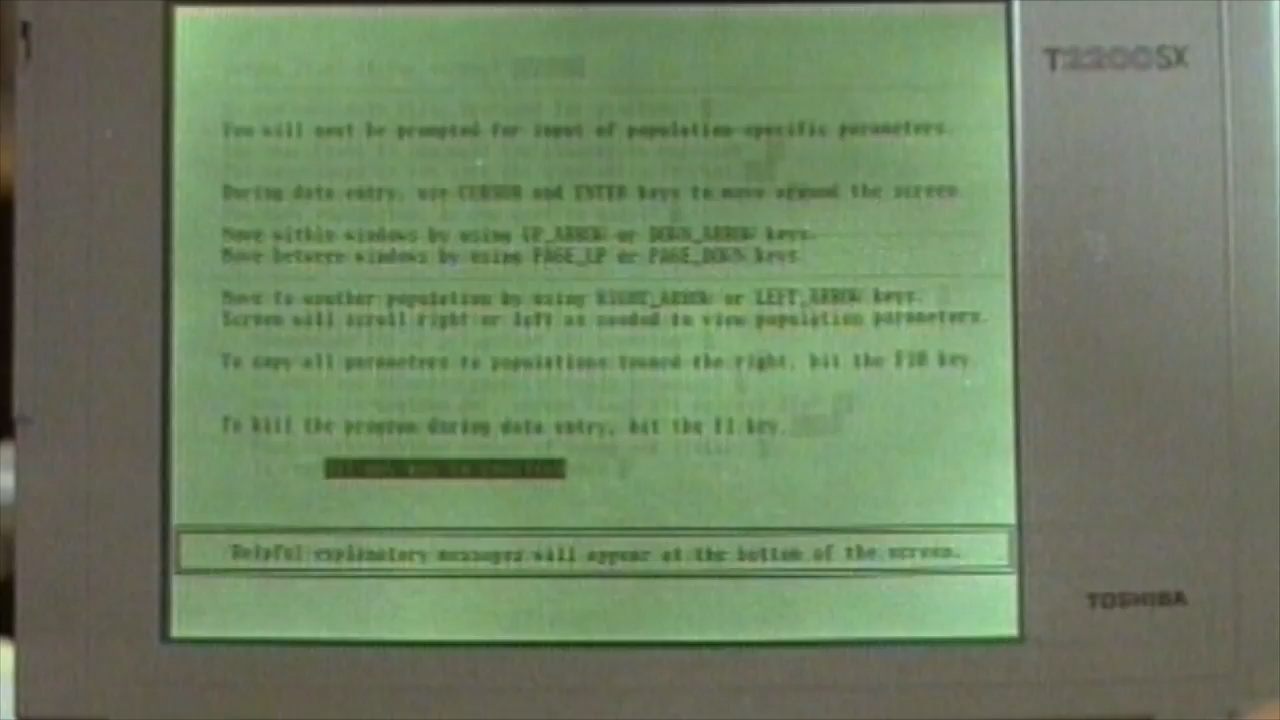 T2200SX
You will next be prompted for input of population-specific parameters.
During data entry, use CURSOR and ENTER keys to move around the screen.
Move within windows by using UP_ARROW or DOWN_ARROW keys.
Move between windows by using PAGE_UP or PAGE_DOWN keys
Move to another population by using RIGHT_ARROW or LEFT_ARROW keys.
Screen will scroll right or left as needed to view population parameters.
To copy all parameters to populations toward the right, hit the F10 key.
To kill the program during data entry, hit the F1 key.
Helpful explanatory messages will appear at the bottom of the screen.
TOSHIBA